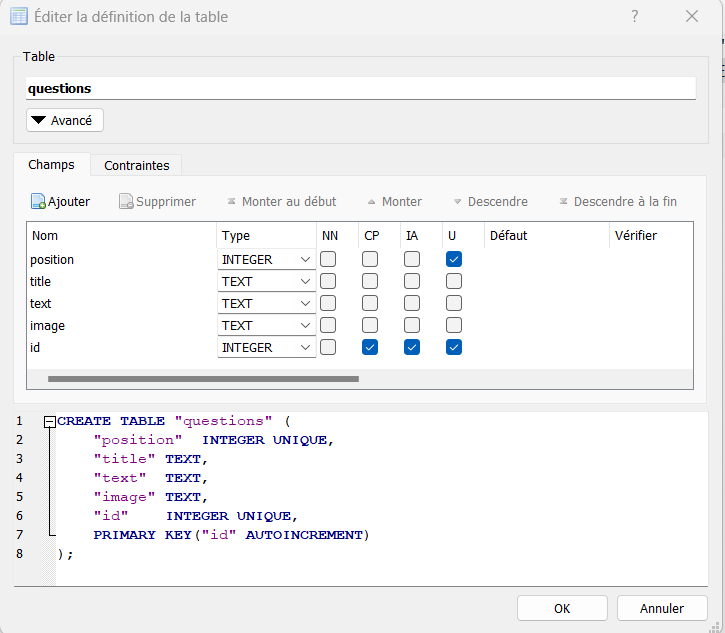 Éditer la définition de la table ?
Table
questions
Avancé
Champs Contraintes
Ajouter Supprimer Monter au début Monter Descendre Descendre à la fin
Nom Type NN CP IA U Défaut Vérifier
position INTEGER
title TEXT
text TEXT
image TEXT
id INTEGER
1 CREATE TABLE "questions" (
2 "position" INTEGER UNIQUE,
3 "title" TEXT,
4 "text" TEXT,
5 "image" TEXT,
6 "id" INTEGER UNIQUE,
7 PRIMARY KEY("id" AUTOINCREMENT)
8 );
OK Annuler